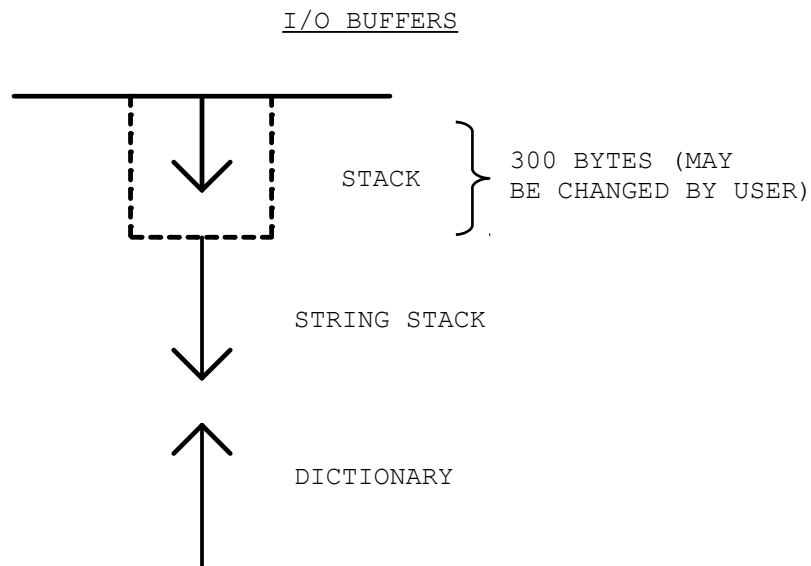 I/O BUFFERS
STACK
300 BYTES (MAY
BE CHANGED BY USER)
STRING STACK
DICTIONARY